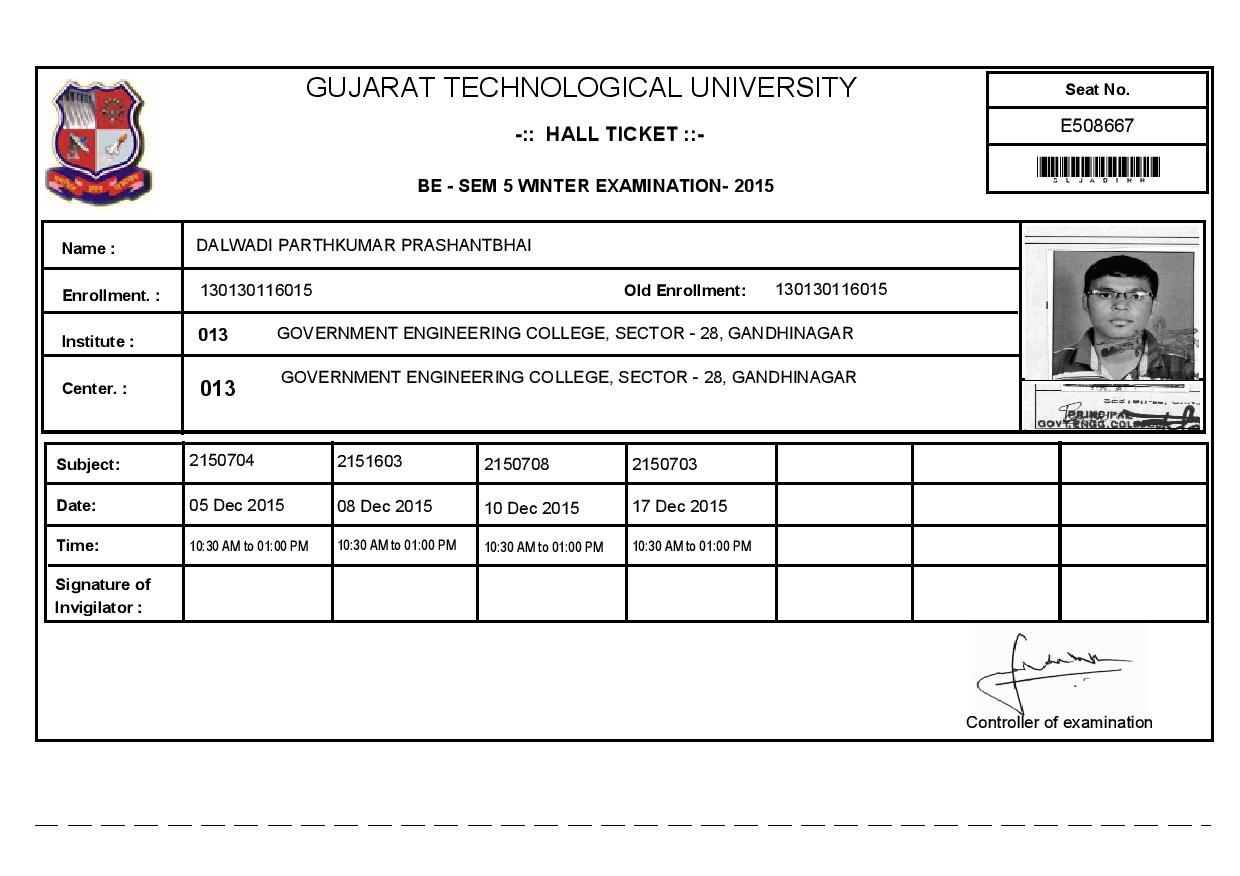 GUJARAT TECHNOLOGICAL UNIVERSITY
-:: HALL TICKET ::-
BE - SEM 5 WINTER EXAMINATION- 2015
Seat No.
E508667
Name : DALWADI PARTHKUMAR PRASHANTBHAI
Enrollment. : 130130116015 Old Enrollment: 130130116015
Institute : 013 GOVERNMENT ENGINEERING COLLEGE, SECTOR - 28, GANDHINAGAR
Center. : 013 GOVERNMENT ENGINEERING COLLEGE, SECTOR - 28, GANDHINAGAR
PRINCIPAL
GOVT.ENGG.
Subject: 2150704 2151603 2150708 2150703
Date: 05 Dec 2015 08 Dec 2015 10 Dec 2015 17 Dec 2015
Time: 10:30 AM to 01:00 PM 10:30 AM to 01:00 PM 10:30 AM to 01:00 PM 10:30 AM to 01:00 PM
Signature of
Invigilator :
Controller of examination